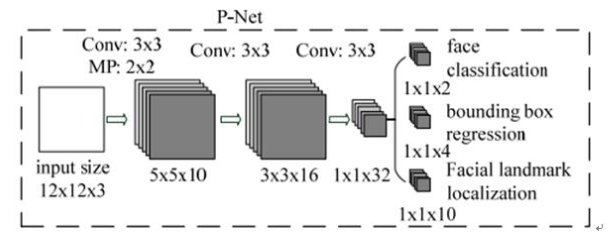 P-Net
Conv: 3x3
MP: 2x2
Conv: 3x3
Conv: 3x3
input size
12x12x3
5x5x10
3x3x16
1x1x32
face
classification
1x1x2
bounding box
regression
1x1x4
Facial landmark
localization
1x1x10